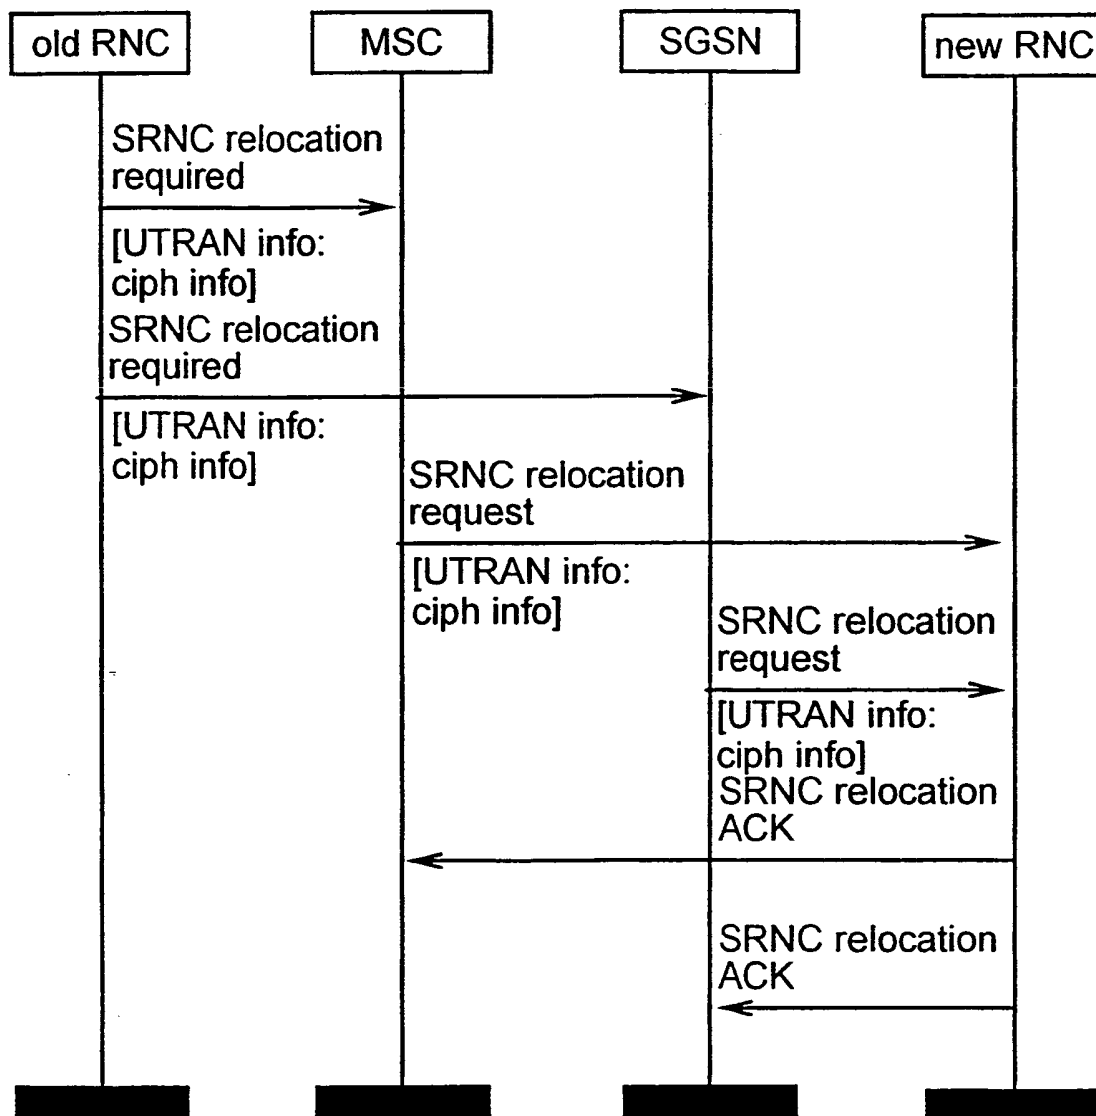 old RNC
MSC
SGSN
new RNC
SRNC relocation
required
[UTRAN info:
ciph info]
SRNC relocation
required
[UTRAN info:
ciph info]
SRNC relocation
request
[UTRAN info:
ciph info]
SRNC relocation
request
[UTRAN info:
ciph info]
SRNC relocation
ACK
SRNC relocation
ACK